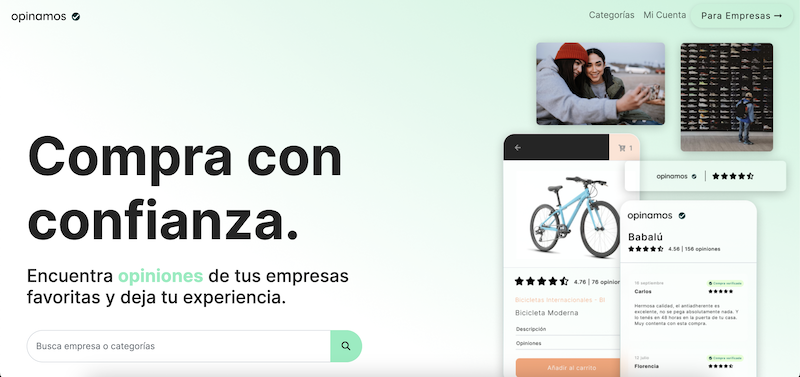 opinamos
Categorías
Mi Cuenta
Para Empresas →
Compra con
confianza.
Encuentra opiniones de tus empresas
favoritas y deja tu experiencia.
Busca empresa o categorías
1
4.76 | 76 opinion
Bicicletas Internacionales - BI
Bicicleta Moderna
Descripción
Opiniones
Añadir al carrito
opinamos
opinamos
Babalú
4.56 | 156 opiniones
16 septiembre
Compra verificada
Carlos
Hermosa calidad, el antiadherente es
excelente, no se pega absolutamente nada. Y
lo tenés en 48 horas en la puerta de tu casa.
Muy contenta con esta compra.
15 julio
Compra verificada
Florencia